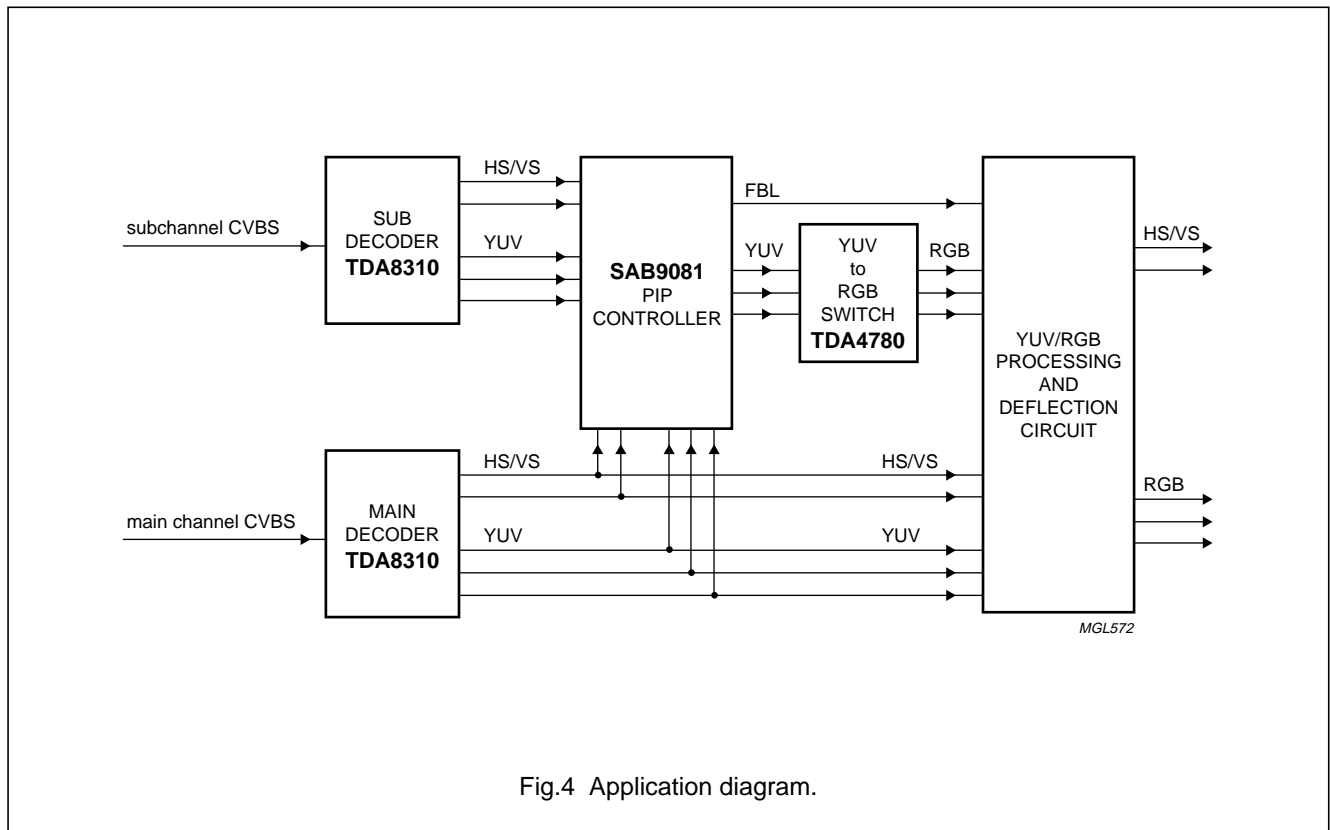 subchannel CVBS
SUB
DECODER
TDA8310
HS/VS
YUV
SAB9081
PIP
CONTROLLER
FBL
YUV
YUV
to
RGB
SWITCH
TDA4780
RGB
YUV/RGB
PROCESSING
AND
DEFLECTION
CIRCUIT
HS/VS
RGB
main channel CVBS
MAIN
DECODER
TDA8310
HS/VS
YUV
HS/VS
YUV
MGL572
Fig.4 Application diagram.